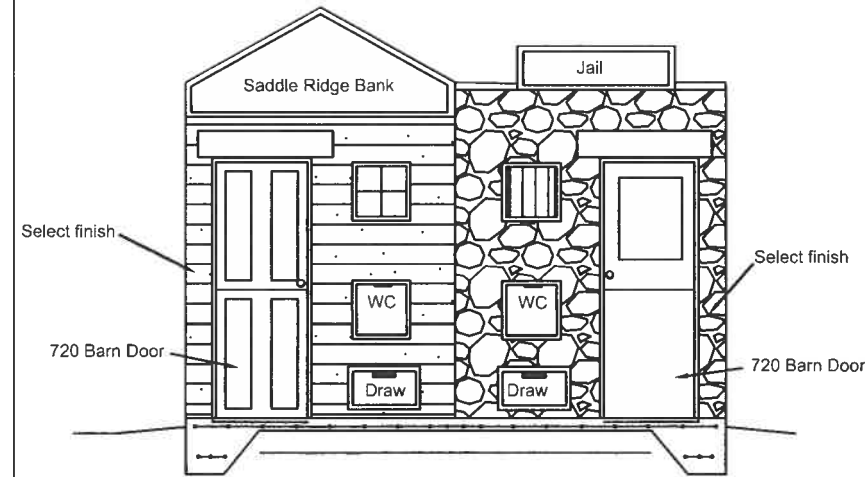 Saddle Ridge Bank
Jail
Select finish
Select finish
WC
WC
720 Barn Door
720 Barn Door
Draw
Draw